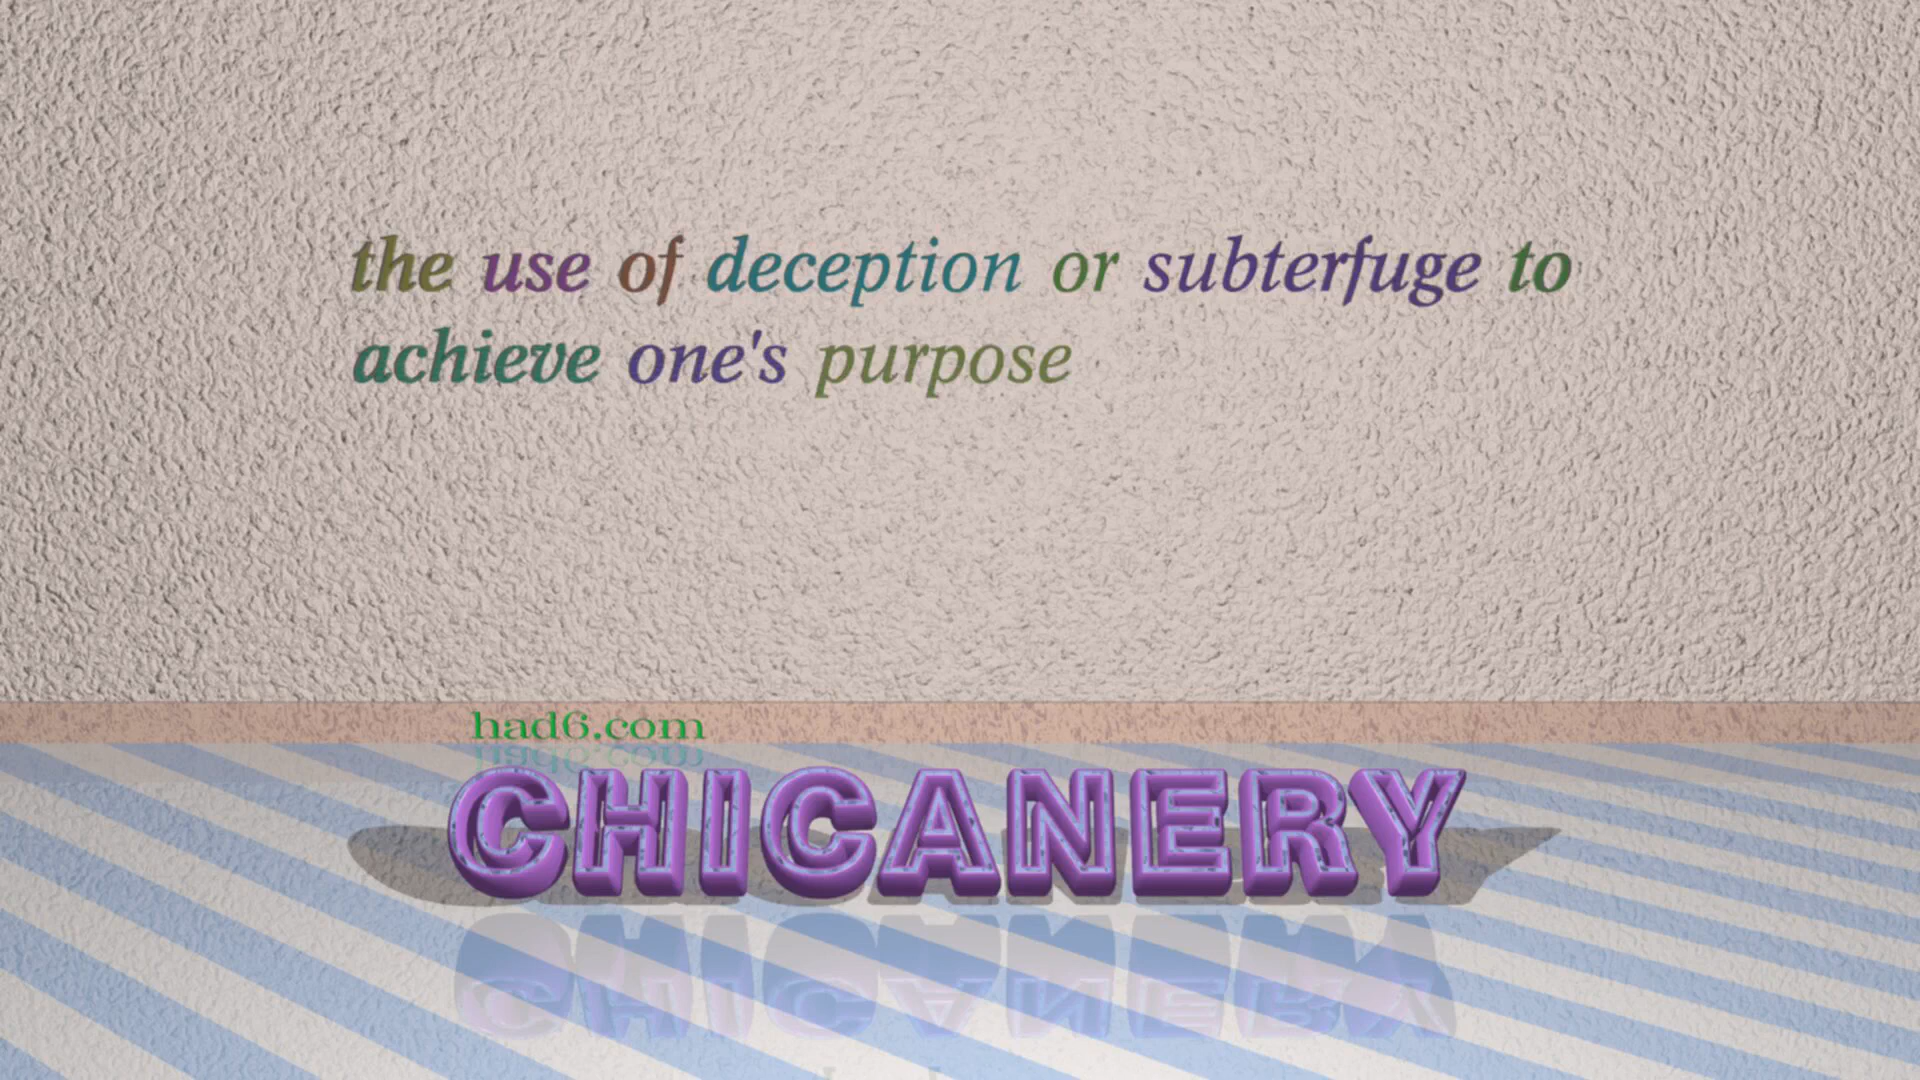 the use of deception or subterfuge to
achieve one's purpose
had6.com
CHICANERY